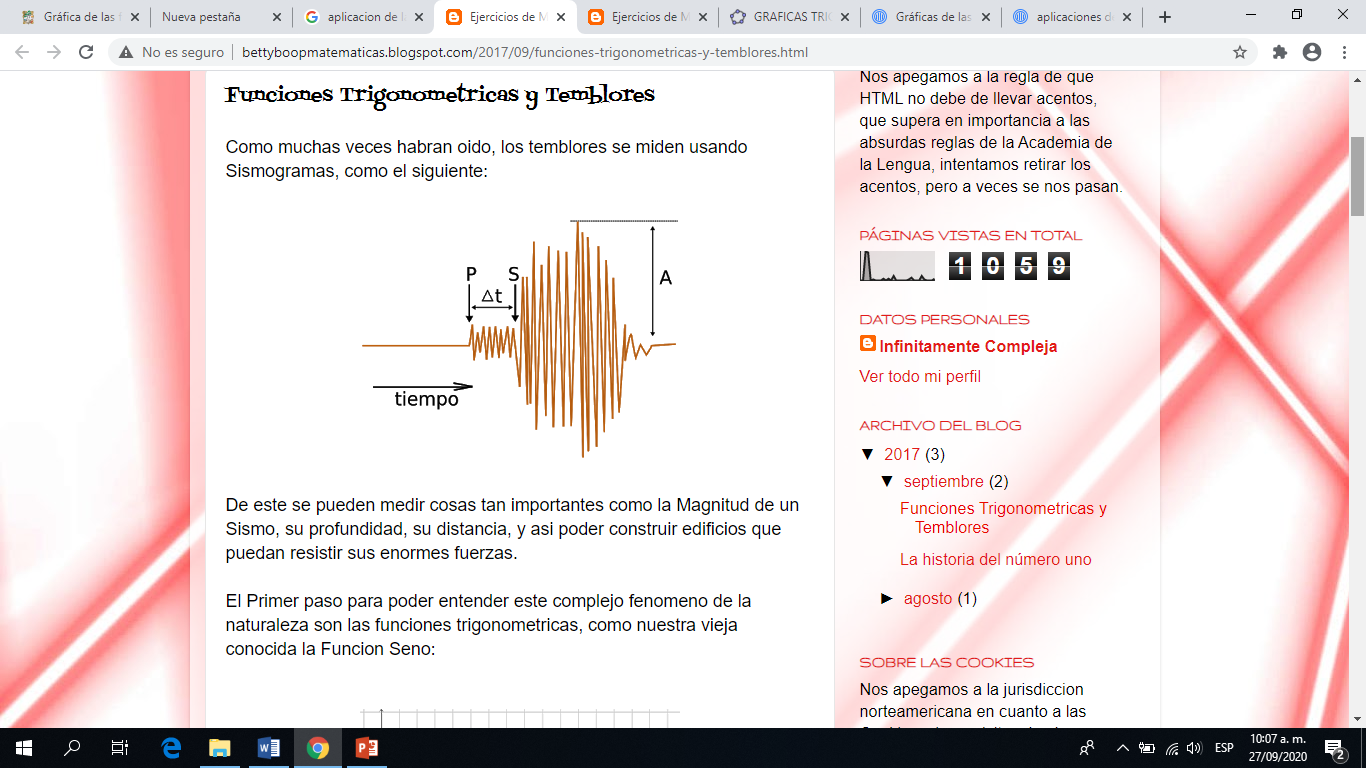 Gráfica de las f
Nueva pestaña
aplicacion de l
Ejercicios de M
Ejercicios de M
GRAFICAS TRI
Gráficas de las
aplicaciones d
No es seguro
bettyboopmatematicas.blogspot.com/2017/09/funciones-trigonometricas-y-temblores.html
Funciones Trigonometricas y Temblores
Como muchas veces habran oido, los temblores se miden usando
Sismogramas, como el siguiente:
P
S
Δt
A
tiempo
De este se pueden medir cosas tan importantes como la Magnitud de un
Sismo, su profundidad, su distancia, y asi poder construir edificios que
puedan resistir sus enormes fuerzas.
El Primer paso para poder entender este complejo fenomeno de la
naturaleza son las funciones trigonometricas, como nuestra vieja
conocida la Funcion Seno:
Nos apegamos a la regla de que
HTML no debe de llevar acentos,
que supera en importancia a las
absurdas reglas de la Academia de
la Lengua, intentamos retirar los
acentos, pero a veces se nos pasan.
PÁGINAS VISTAS EN TOTAL
1059
DATOS PERSONALES
Infinitamente Compleja
Ver todo mi perfil
ARCHIVO DEL BLOG
▼ 2017 (3)
▼ septiembre (2)
Funciones Trigonometricas y
Temblores
La historia del número uno
► agosto (1)
SOBRE LAS COOKIES
Nos apegamos a la jurisdiccion
norteamericana en cuanto a las
ESP
10:07 a. m.
27/09/2020
2